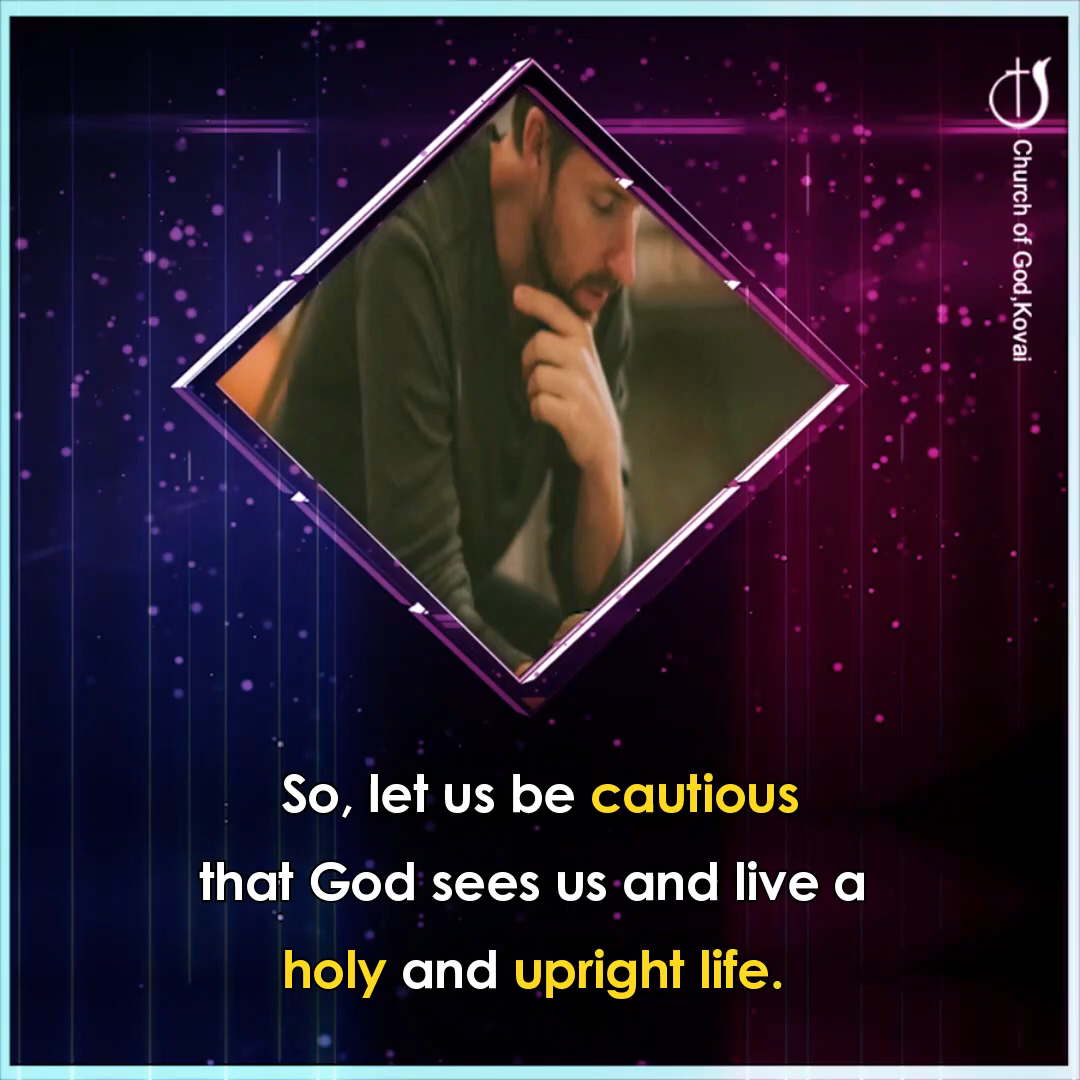 Church of God,Kovai
So, let us be cautious
that God sees us and live a
holy and upright life.